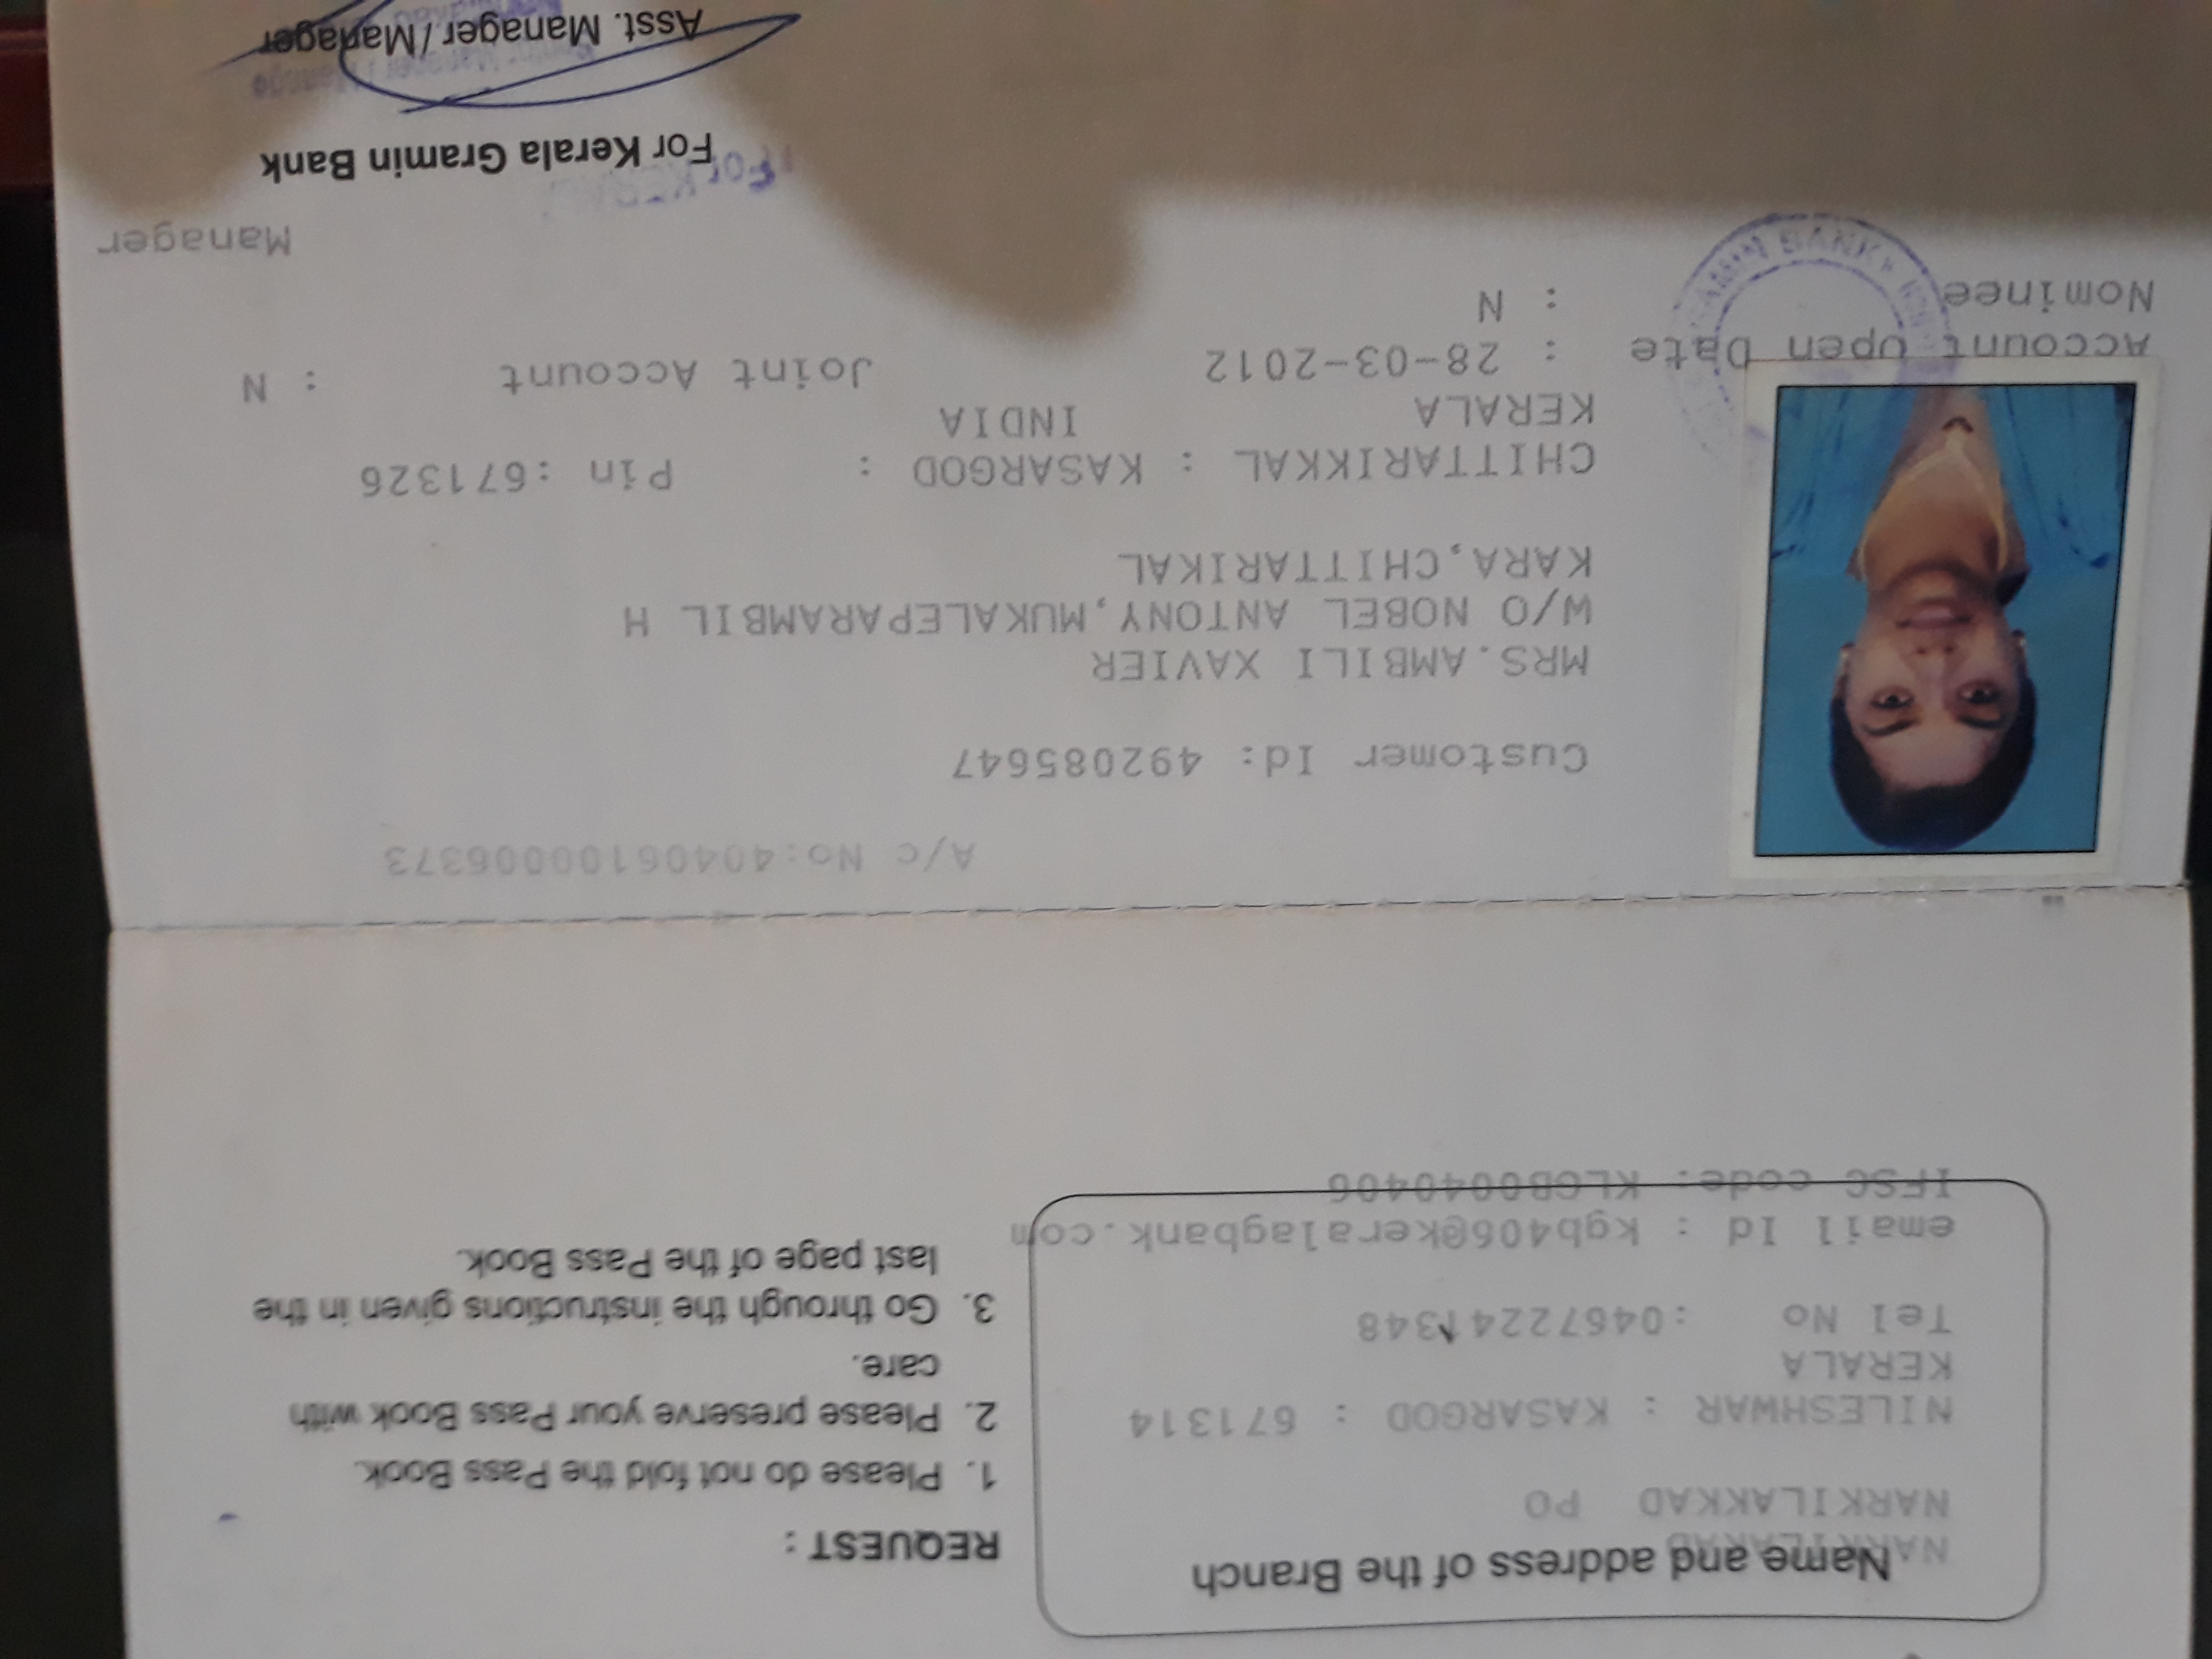 Name and address of the Branch
NARKILAKKAD
NARKILAKKAD PO
NILESHWAR : KASARGOD : 671314
KERALA
Tel No :04672241348
email Id : kgb406@keralagbank.com
IFSC code: KLGB0040406
REQUEST :
1. Please do not fold the Pass Book.
2. Please preserve your Pass Book with
care.
3. Go through the instructions given in the
last page of the Pass Book.
A/c No:40406100006373
Customer Id: 492085647
MRS.AMBILI XAVIER
W/O NOBEL ANTONY,MUKALEPARAMBIL H
KARA,CHITTARIKAL
CHITTARIKKAL : KASARGOD : Pin :671326
KERALA INDIA
Account Open Date : 28-03-2012 Joint Account : N
Nominee : N
Manager
For
For Kerala Gramin Bank
Asst. Manager / Manager